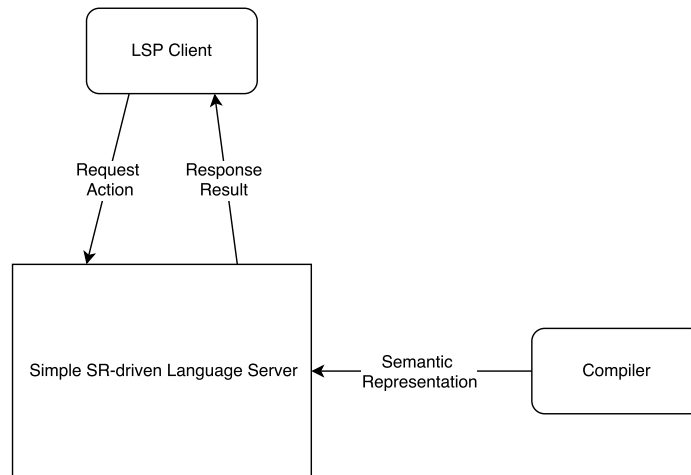 LSP Client
Request
Action
Response
Result
Simple SR-driven Language Server
Semantic
Representation
Compiler